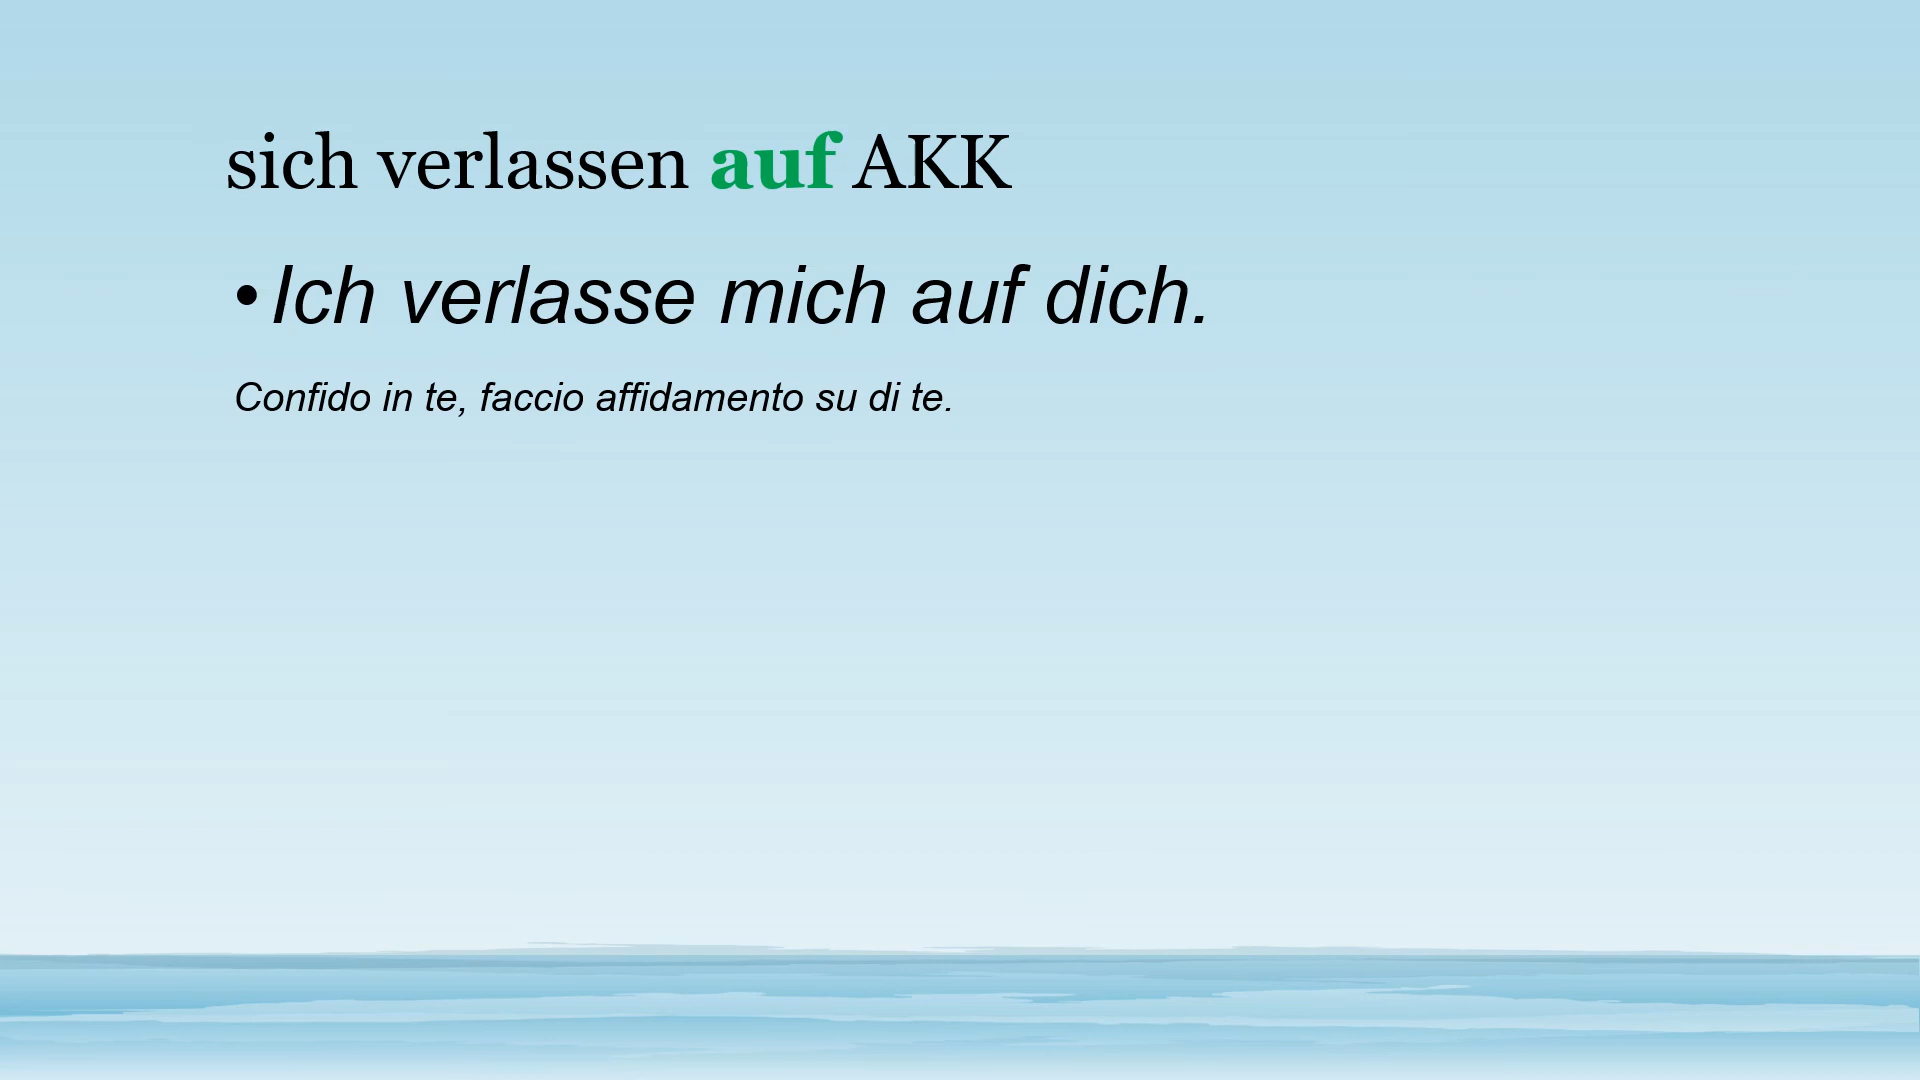 sich verlassen auf AKK
• Ich verlasse mich auf dich.
Confido in te, faccio affidamento su di te.